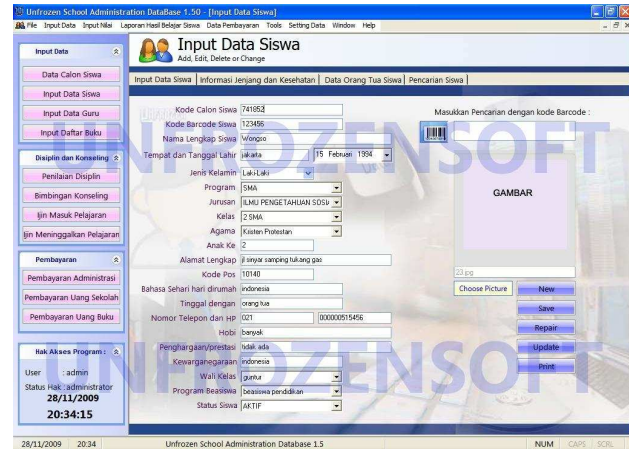 Unfrozen School Administration DataBase 1.50 - [Input Data Siswa]
File Input Data Input Nilai Laporan Hasil Belajar Siswa Data Pembayaran Tools Setting Data Window Help
Input Data
Data Calon Siswa
Input Data Siswa
Input Data Guru
Input Daftar Buku
Disiplin dan Konseling
Penilaian Disiplin
Bimbingan Konseling
Ijin Masuk Pelajaran
Ijin Meninggalkan Pelajaran
Pembayaran
Pembayaran Administrasi
Pembayaran Uang Sekolah
Pembayaran Uang Buku
Hak Akses Program :
User : admin
Status Hak : administrator
28/11/2009
20:34:15
Input Data Siswa
Add, Edit, Delete or Change
Input Data Siswa Informasi Jenjang dan Kesehatan Data Orang Tua Siswa Pencarian Siswa
Kode Calon Siswa 741852
Kode Barcode Siswa 123456
Nama Lengkap Siswa Wongso
Tempat dan Tanggal Lahir jakarta 15 Februari 1994
Jenis Kelamin Laki-Laki
Program SMA
Jurusan ILMU PENGETAHUAN SOSIA
Kelas 2 SMA
Agama Kristen Protestan
Anak Ke 2
Alamat Lengkap jl sinyar samping tukang gas
Kode Pos 10140
Bahasa Sehari hari dirumah indonesia
Tinggal dengan orang tua
Nomor Telepon dan HP 021 000000515456
Hobi banyak
Penghargaan/prestasi tidak ada
Kewarganegaraan indonesia
Wali Kelas guntur
Program Beasiswa beasiswa pendidikan
Status Siswa AKTIF
Masukkan Pencarian dengan kode Barcode :
GAMBAR
23.jpg
Choose Picture
New
Save
Repair
Update
Print
UNFROZENSOFT
UNFROZENSOFT
28/11/2009 20:34 Unfrozen School Administration Database 1.5 NUM CAPS SCRL